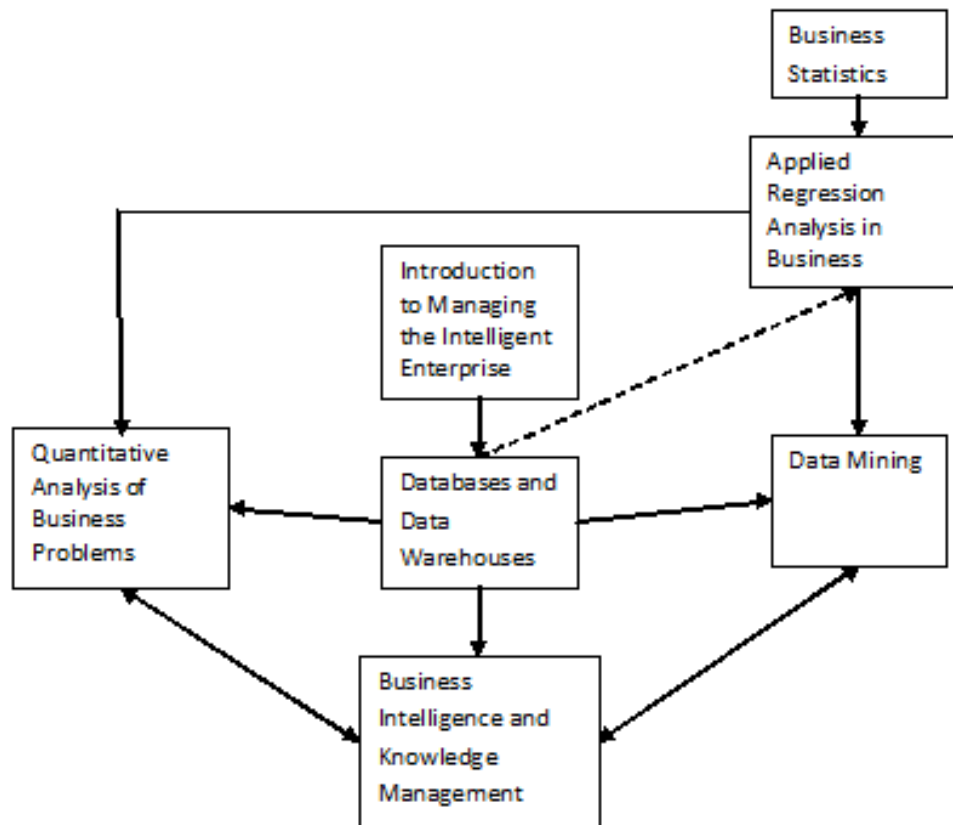 Business
Statistics
Applied
Regression
Analysis in
Business
Introduction
to Managing
the Intelligent
Enterprise
Quantitative
Analysis of
Business
Problems
Databases and
Data
Warehouses
Data Mining
Business
Intelligence and
Knowledge
Management